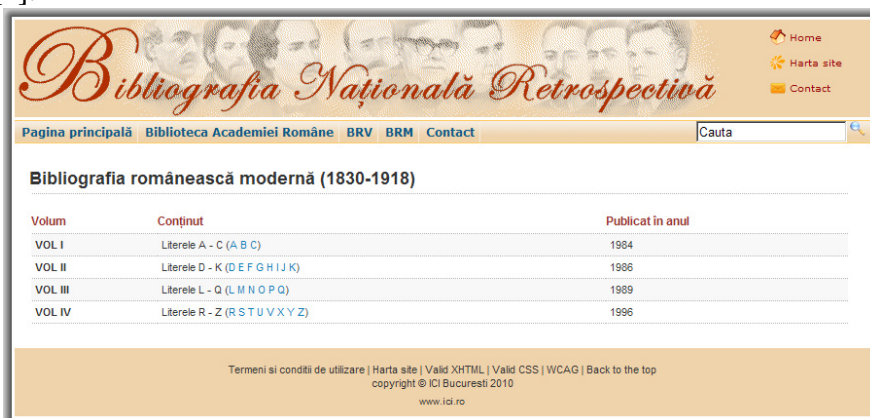 Bibliografia Națională Retrospectivă
Home
Harta site
Contact
Pagina principală Biblioteca Academiei Române BRV BRM Contact
Cauta
Bibliografia românească modernă (1830-1918)
Volum Conținut Publicat în anul
VOL I Literele A - C (A B C) 1984
VOL II Literele D - K (D E F G H I J K) 1986
VOL III Literele L - Q (L M N O P Q) 1989
VOL IV Literele R - Z (R S T U V X Y Z) 1996
Termeni si conditii de utilizare | Harta site | Valid XHTML | Valid CSS | WCAG | Back to the top
copyright © ICI Bucuresti 2010
www.ici.ro